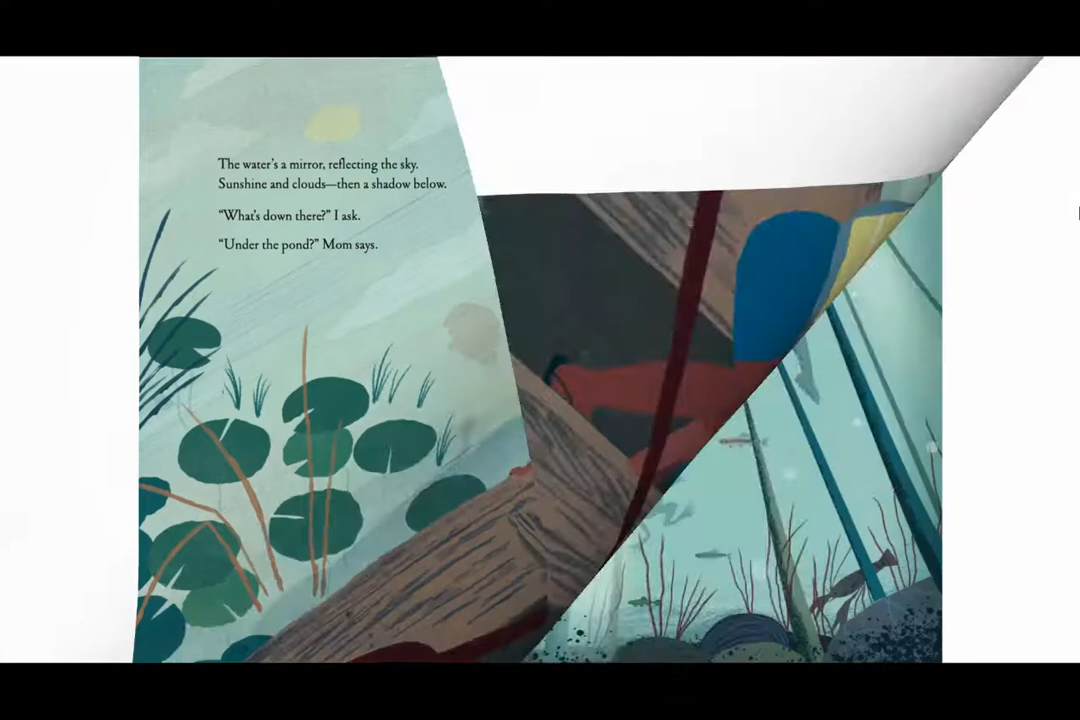 The water's a mirror, reflecting the sky.
Sunshine and clouds—then a shadow below.
“What's down there?” I ask.
“Under the pond?” Mom says.